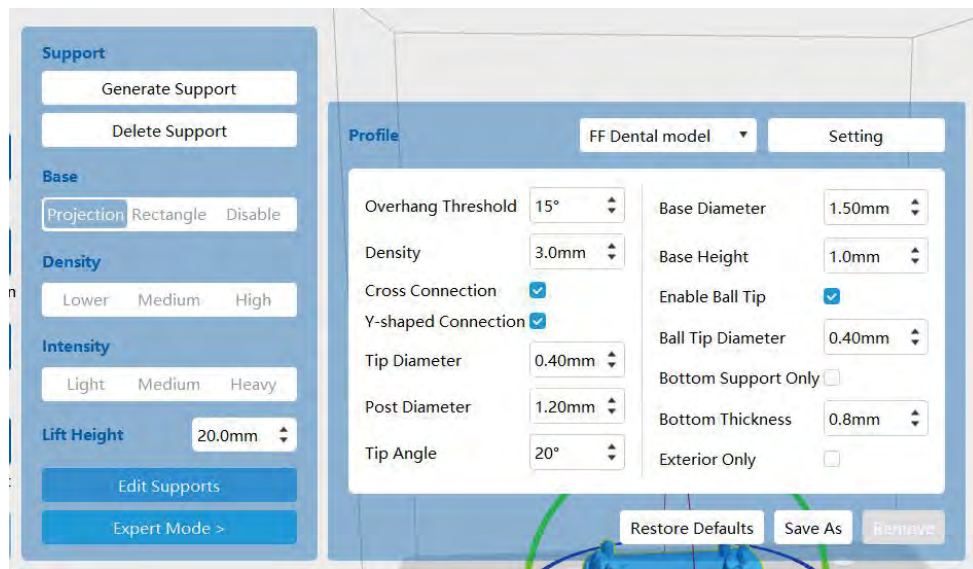 Support
Generate Support
Delete Support
Base
Projection Rectangle Disable
Density
Lower Medium High
Intensity
Light Medium Heavy
Lift Height 20.0mm
Edit Supports
Expert Mode >
Profile FF Dental model Setting
Overhang Threshold 15°
Density 3.0mm
Cross Connection
Y-shaped Connection
Tip Diameter 0.40mm
Post Diameter 1.20mm
Tip Angle 20°
Base Diameter 1.50mm
Base Height 1.0mm
Enable Ball Tip
Ball Tip Diameter 0.40mm
Bottom Support Only
Bottom Thickness 0.8mm
Exterior Only
Restore Defaults Save As Remove